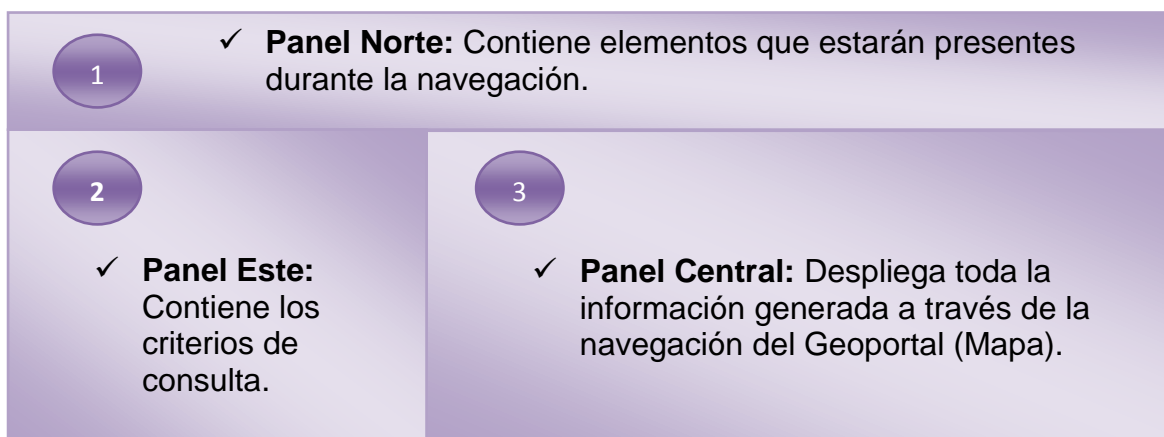 1
✓ Panel Norte: Contiene elementos que estarán presentes
durante la navegación.
2
✓ Panel Este:
Contiene los
criterios de
consulta.
3
✓ Panel Central: Despliega toda la
información generada a través de la
navegación del Geoportal (Mapa).